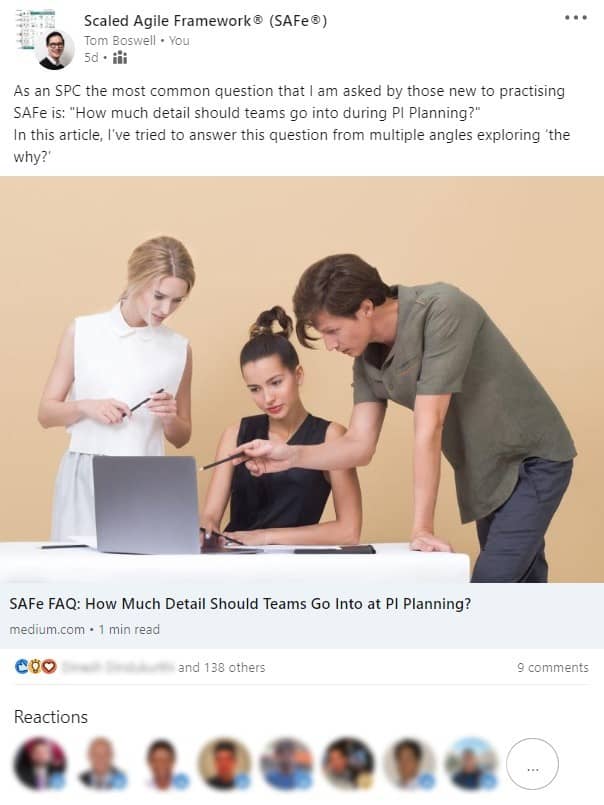 Scaled Agile Framework® (SAFe®)
Tom Boswell • You
5d •
As an SPC the most common question that I am asked by those new to practising
SAFe is: "How much detail should teams go into during PI Planning?"
In this article, I've tried to answer this question from multiple angles exploring 'the
why?'
SAFe FAQ: How Much Detail Should Teams Go Into at PI Planning?
medium.com • 1 min read
and 138 others
9 comments
Reactions
...